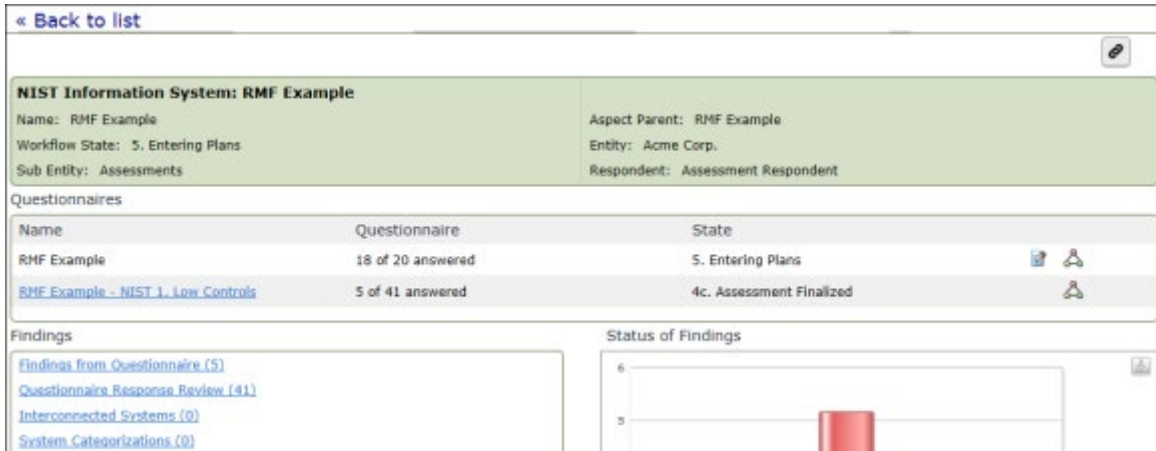 « Back to list
NIST Information System: RMF Example
Name: RMF Example
Aspect Parent: RMF Example
Workflow State: 5. Entering Plans
Entity: Acme Corp.
Sub Entity: Assessments
Respondent: Assessment Respondent
Questionnaires
Name Questionnaire State
RMF Example 18 of 20 answered 5. Entering Plans
RMF Example - NIST 1. Low Controls 5 of 41 answered 4c. Assessment Finalized
Findings
Findings from Questionnaire (5)
Questionnaire Response Review (41)
Interconnected Systems (0)
System Categorizations (0)
Status of Findings
6
5